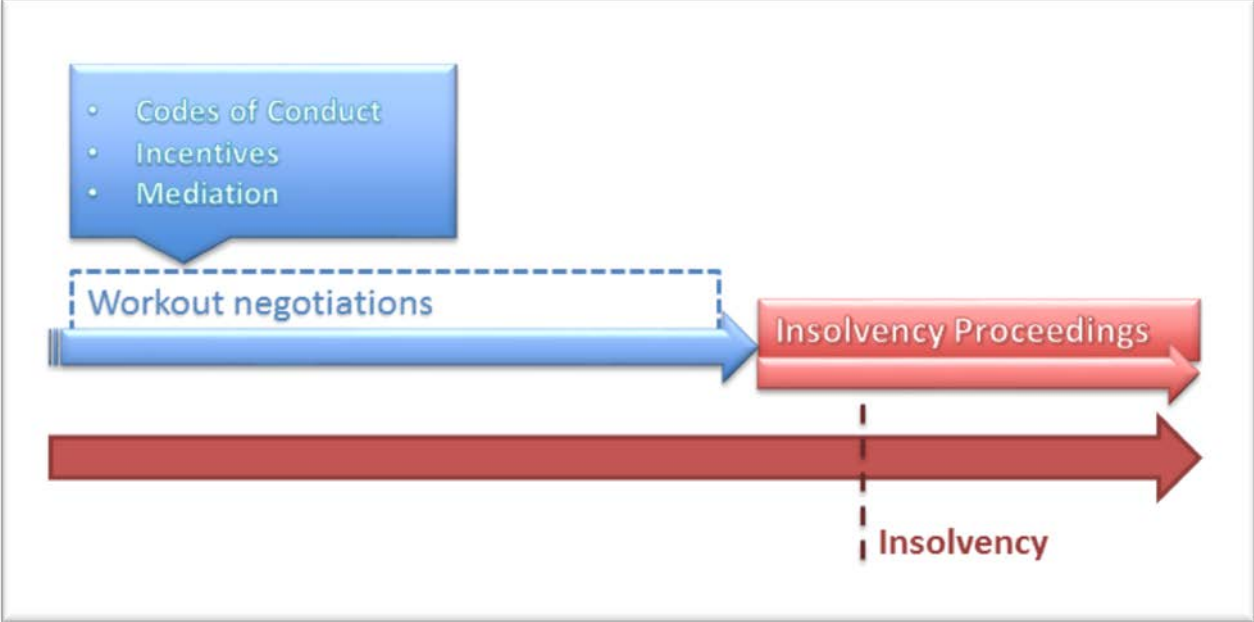 • Codes of Conduct
• Incentives
• Mediation
Workout negotiations
Insolvency Proceedings
Insolvency